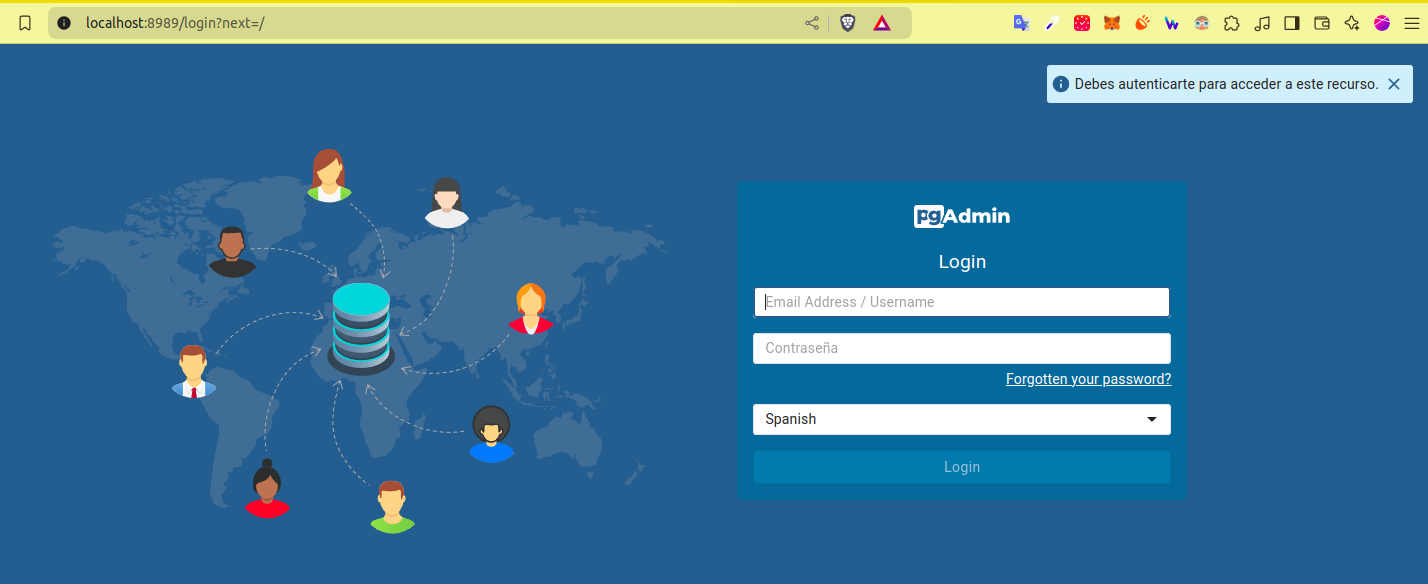 localhost:8989/login?next=/
Debes autenticarte para acceder a este recurso.
pgAdmin
Login
Email Address / Username
Contraseña
Forgotten your password?
Spanish
Login